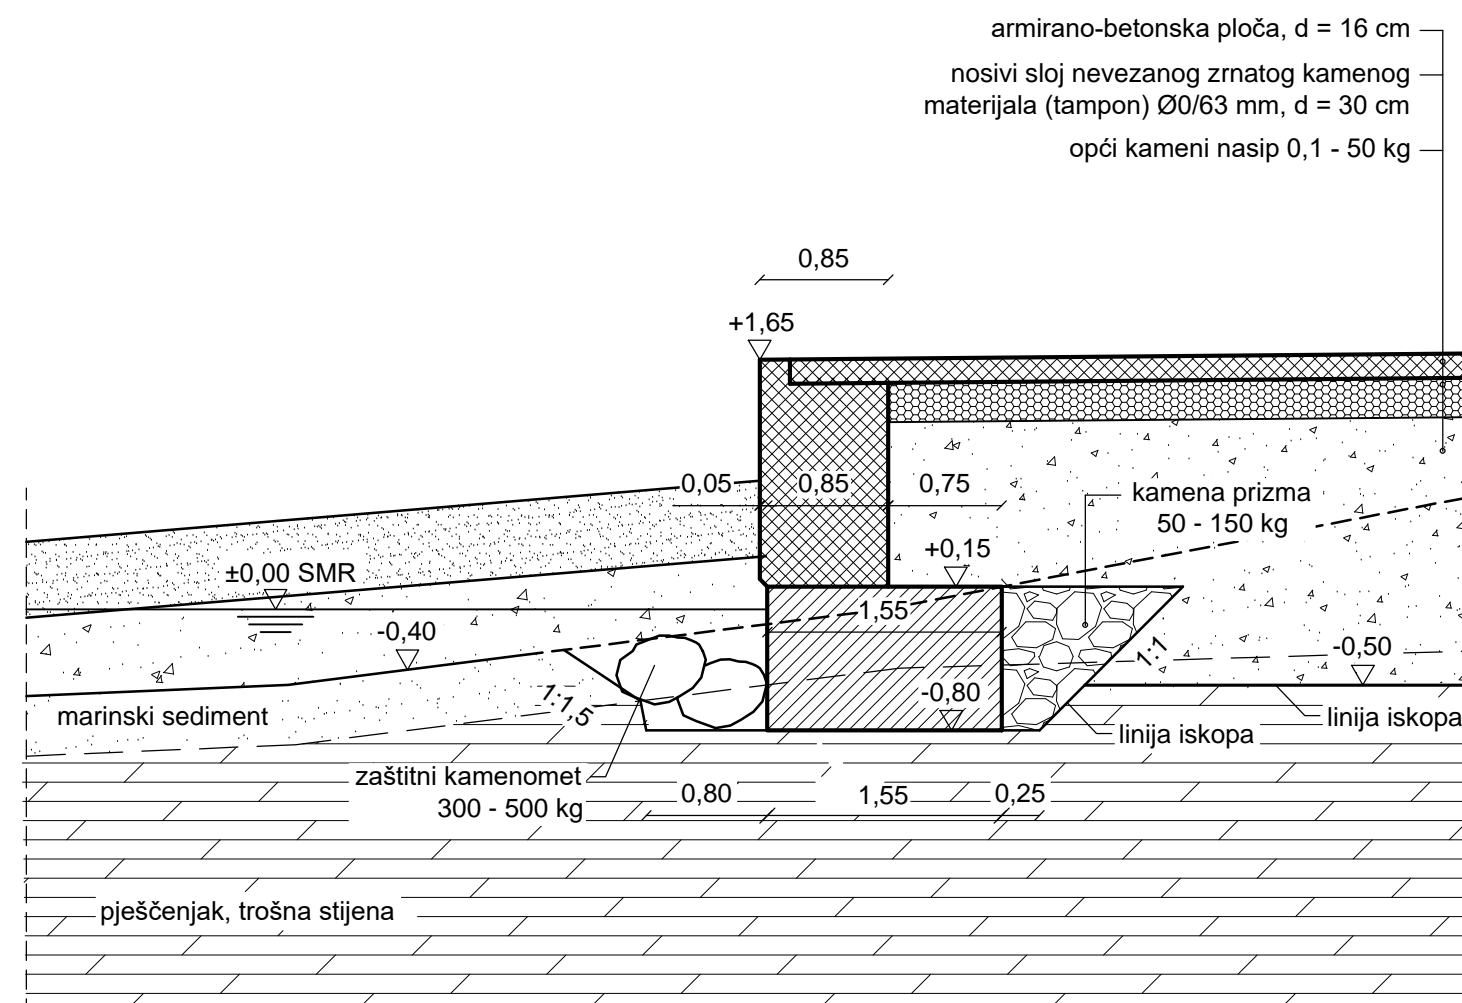 armirano-betonska ploča, d = 16 cm
nosivi sloj nevezanog zrnatog kamenog
materijala (tampon) Ø0/63 mm, d = 30 cm
opći kameni nasip 0,1 - 50 kg
0,85
+1,65
0,05
0,85
0,75
kamena prizma
50 - 150 kg
+0,15
±0,00 SMR
1,55
-0,40
1:1
-0,50
-0,80
1:1,5
marinski sediment
linija iskopa
linija iskopa
zaštitni kamenomet
300 - 500 kg
0,80
1,55
0,25
pješčenjak, trošna stijena